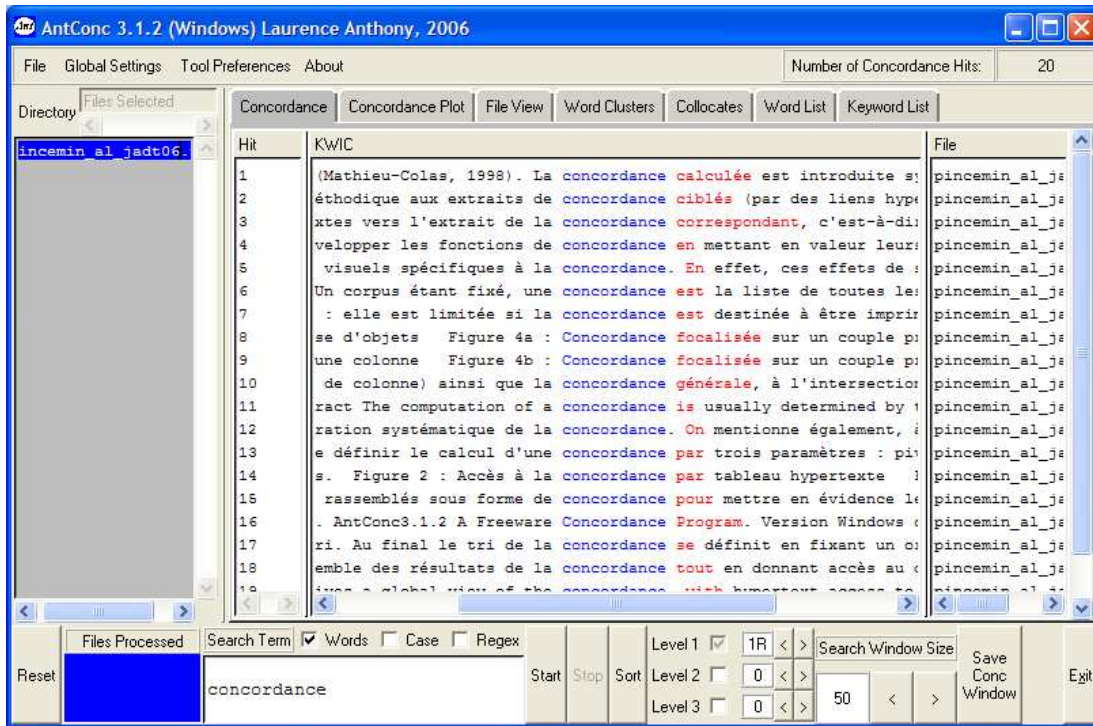 AntConc 3.1.2 (Windows) Laurence Anthony, 2006
File Global Settings Tool Preferences About Number of Concordance Hits: 20
Directory Files Selected
Concordance Concordance Plot File View Word Clusters Collocates Word List Keyword List
Hit KWIC File
incemin_al_jadt06.
1 (Mathieu-Colas, 1998). La concordance calculée est introduite sy pincemin_al_ja
2 éthodique aux extraits de concordance ciblés (par des liens hype pincemin_al_ja
3 xtes vers l'extrait de la concordance correspondant, c'est-à-di pincemin_al_ja
4 velopper les fonctions de concordance en mettant en valeur leurs pincemin_al_ja
5 visuels spécifiques à la concordance. En effet, ces effets de s pincemin_al_ja
6 Un corpus étant fixé, une concordance est la liste de toutes les pincemin_al_ja
7 : elle est limitée si la concordance est destinée à être imprim pincemin_al_ja
8 se d'objets Figure 4a : Concordance focalisée sur un couple pr pincemin_al_ja
9 une colonne Figure 4b : Concordance focalisée sur un couple pr pincemin_al_ja
10 de colonne) ainsi que la concordance générale, à l'intersection pincemin_al_ja
11 ract The computation of a concordance is usually determined by t pincemin_al_ja
12 ration systématique de la concordance. On mentionne également, à pincemin_al_ja
13 e définir le calcul d'une concordance par trois paramètres : piv pincemin_al_ja
14 s. Figure 2 : Accès à la concordance par tableau hypertexte pincemin_al_ja
15 rassemblés sous forme de concordance pour mettre en évidence le pincemin_al_ja
16 . AntConc3.1.2 A Freeware Concordance Program. Version Windows pincemin_al_ja
17 ri. Au final le tri de la concordance se définit en fixant un or pincemin_al_ja
18 emble des résultats de la concordance tout en donnant accès au pincemin_al_ja
Files Processed Search Term Words Case Regex
Reset concordance Start Stop Sort
Level 1 1R
Level 2 0
Level 3 0
Search Window Size
50
Save
Conc
Window
Exit